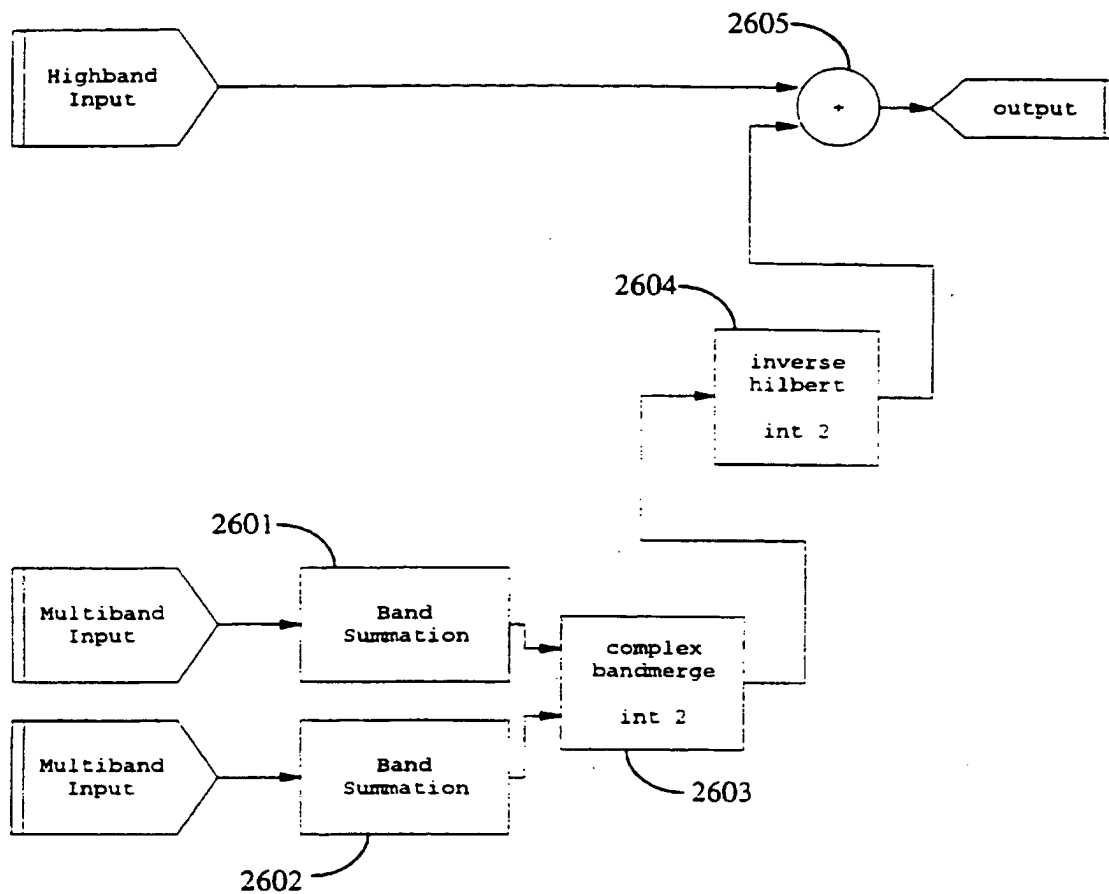 2605
Highband
Input
+
output
2604
inverse
hilbert
int 2
2601
Multiband
Input
Band
Summation
complex
bandmerge
int 2
Multiband
Input
Band
Summation
2603
2602